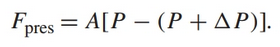 F_pres = A[P − (P + ΔP)].